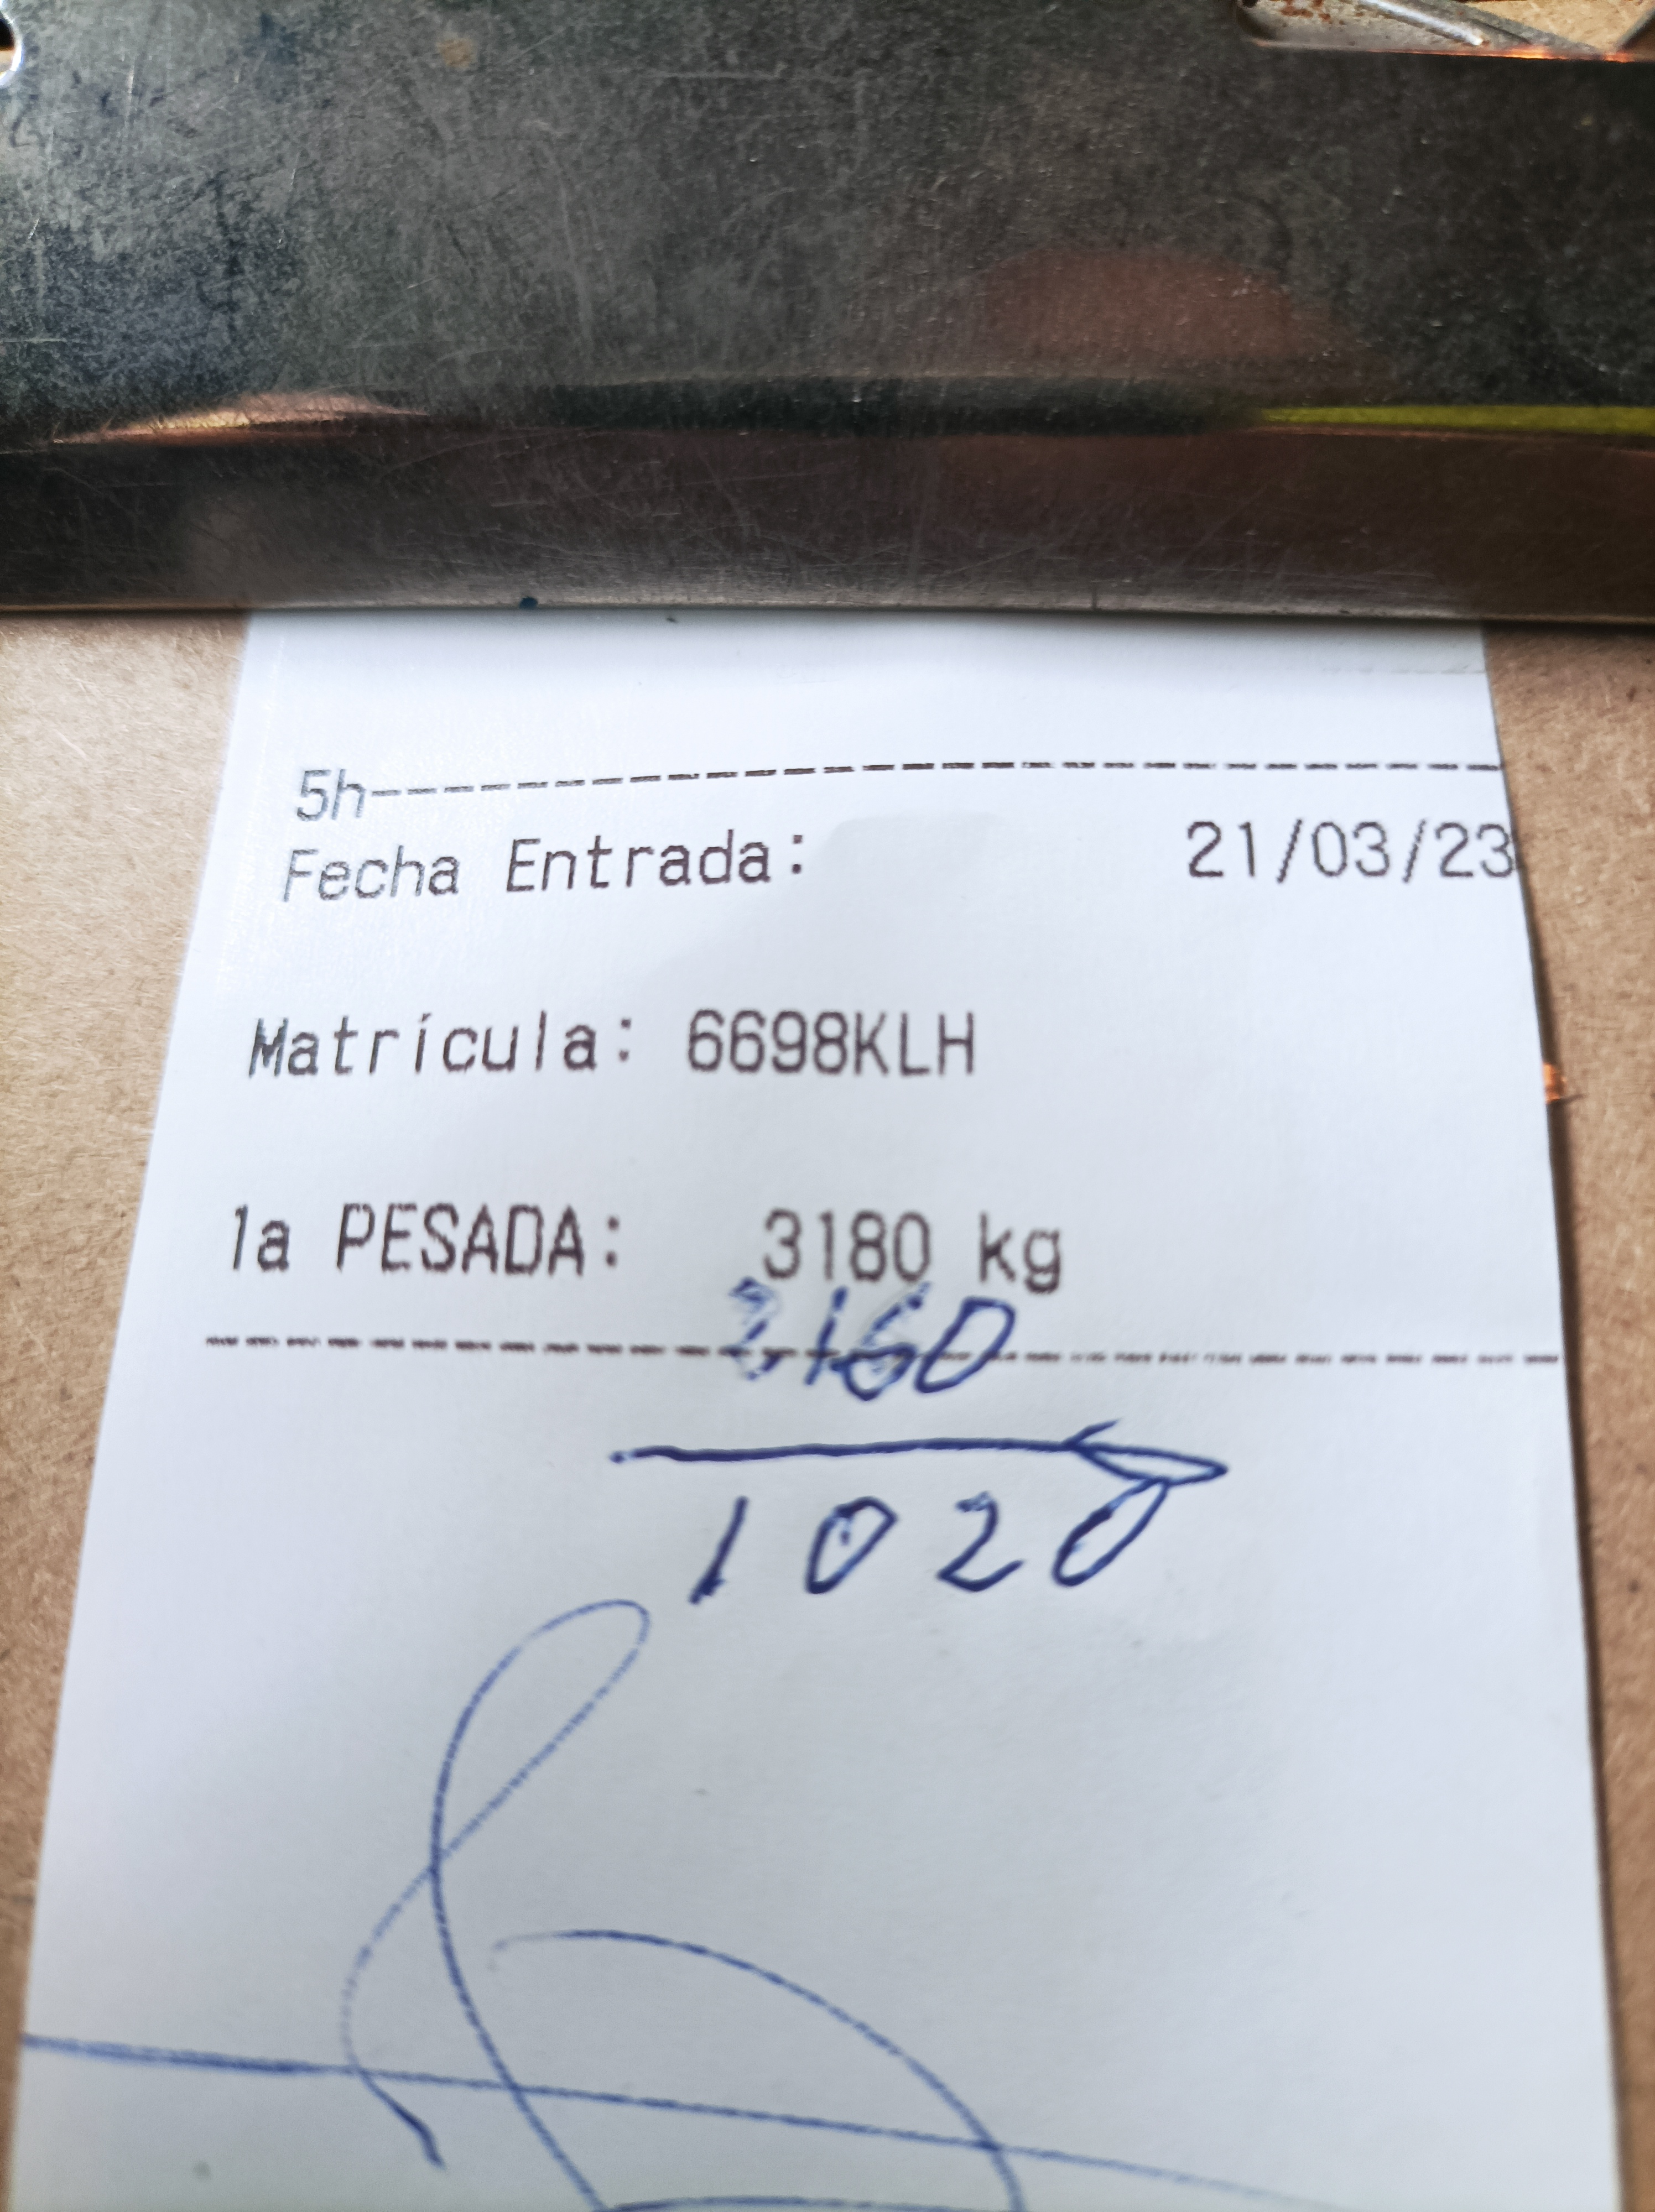 5h-----------------------------
Fecha Entrada: 21/03/23
Matrícula: 6698KLH
1a PESADA: 3180 kg
2160
1020